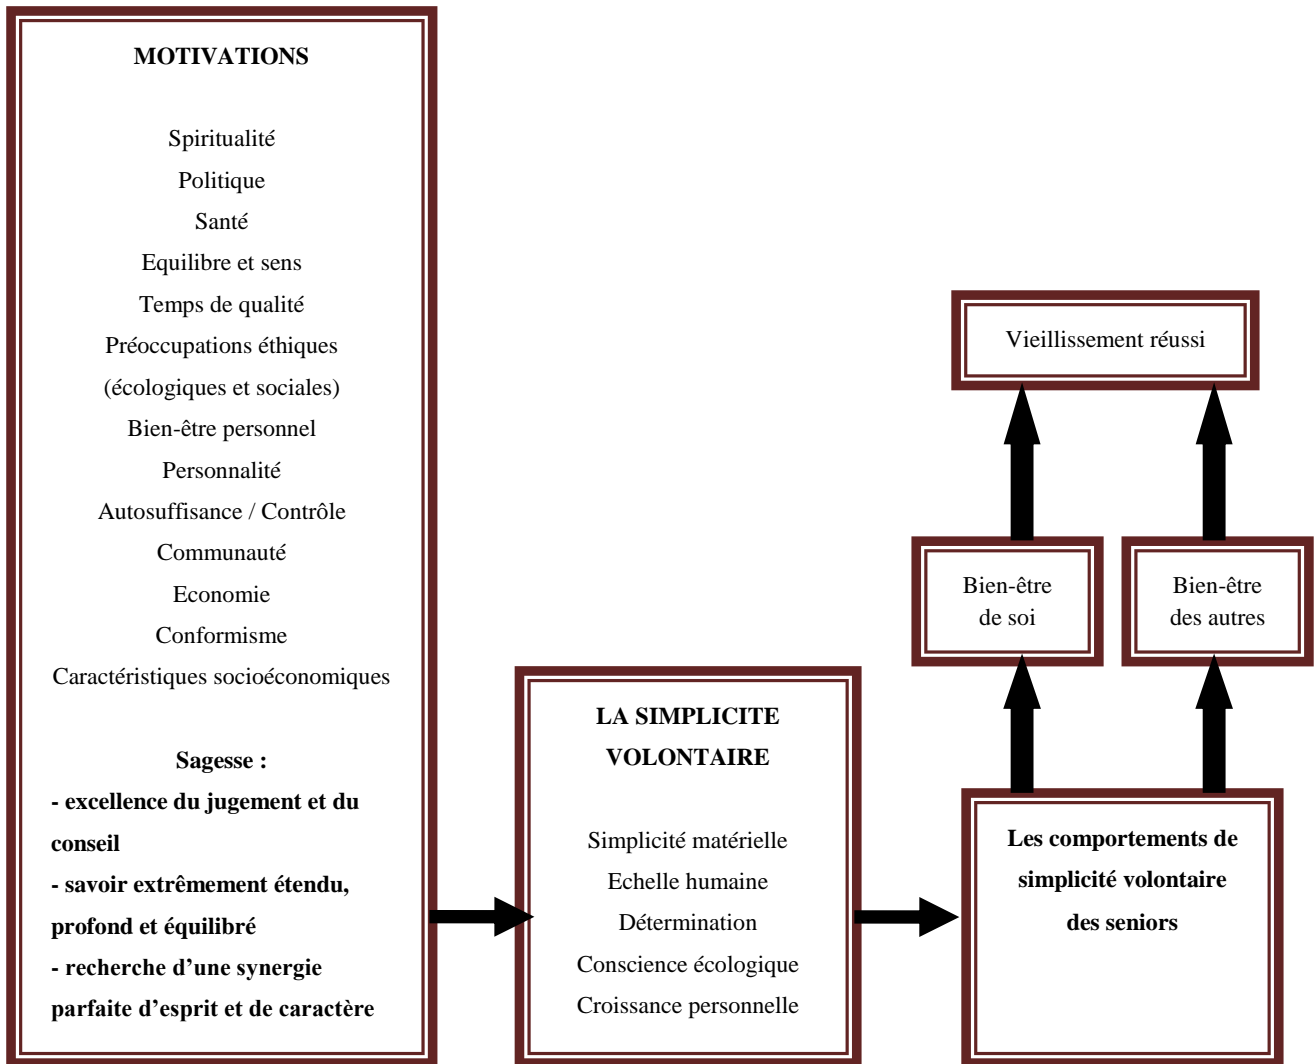 MOTIVATIONS
Spiritualité
Politique
Santé
Equilibre et sens
Temps de qualité
Préoccupations éthiques
(écologiques et sociales)
Bien-être personnel
Personnalité
Autosuffisance / Contrôle
Communauté
Economie
Conformisme
Caractéristiques socioéconomiques
Sagesse :
- excellence du jugement et du
conseil
- savoir extrêmement étendu,
profond et équilibré
- recherche d’une synergie
parfaite d’esprit et de caractère
LA SIMPLICITE
VOLONTAIRE
Simplicité matérielle
Echelle humaine
Détermination
Conscience écologique
Croissance personnelle
Les comportements de
simplicité volontaire
des seniors
Bien-être
de soi
Bien-être
des autres
Vieillissement réussi